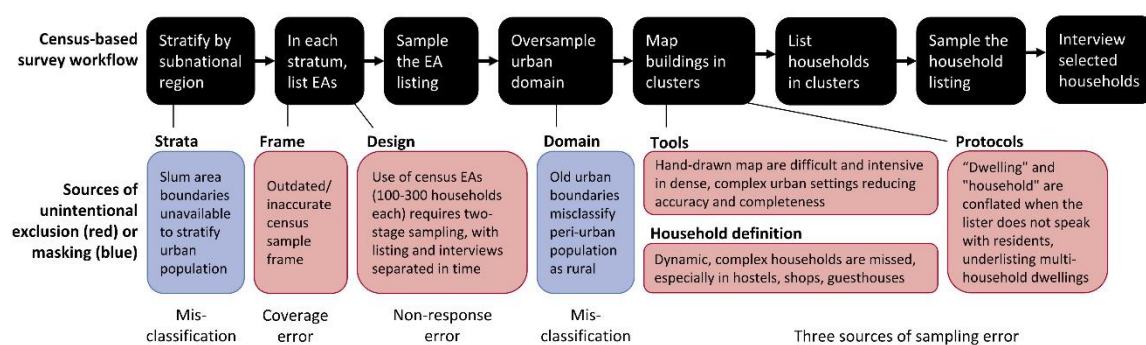 Census-based
survey workflow
Stratify by
subnational
region
In each
stratum,
list EAs
Sample
the EA
listing
Oversample
urban
domain
Map
buildings in
clusters
List
households
in clusters
Sample the
household
listing
Interview
selected
households
Sources of
unintentional
exclusion (red) or
masking (blue)
Strata
Slum area
boundaries
unavailable
to stratify
urban
population
Mis-
classification
Frame
Outdated/
inaccurate
census
sample
frame
Coverage
error
Design
Use of census EAs
(100-300 households
each) requires two-
stage sampling, with
listing and interviews
separated in time
Non-response
error
Domain
Old urban
boundaries
misclassify
peri-urban
population
as rural
Mis-
classification
Tools
Hand-drawn map are difficult and intensive
in dense, complex urban settings reducing
accuracy and completeness
Household definition
Dynamic, complex households are missed,
especially in hostels, shops, guesthouses
Protocols
"Dwelling" and
"household" are
conflated when the
lister does not speak
with residents,
underlisting multi-
household dwellings
Three sources of sampling error